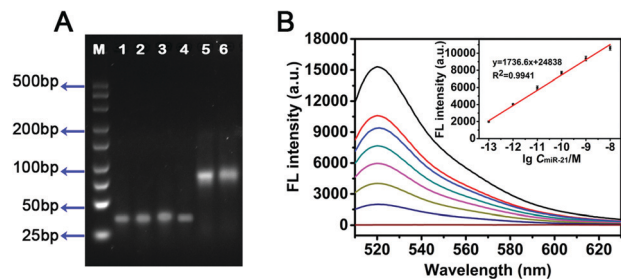 A
M 1 2 3 4 5 6
500bp
200bp
100bp
50bp
25bp
B
FL intensity (a.u.)
18000
15000
12000
9000
6000
3000
0
520 540 560 580 600 620
Wavelength (nm)
FL intensity (a.u.)
10000
8000
6000
4000
2000
0
y=1736.6x+24838
R²=0.9941
-13 -12 -11 -10 -9 -8
lg CmiR-21/M